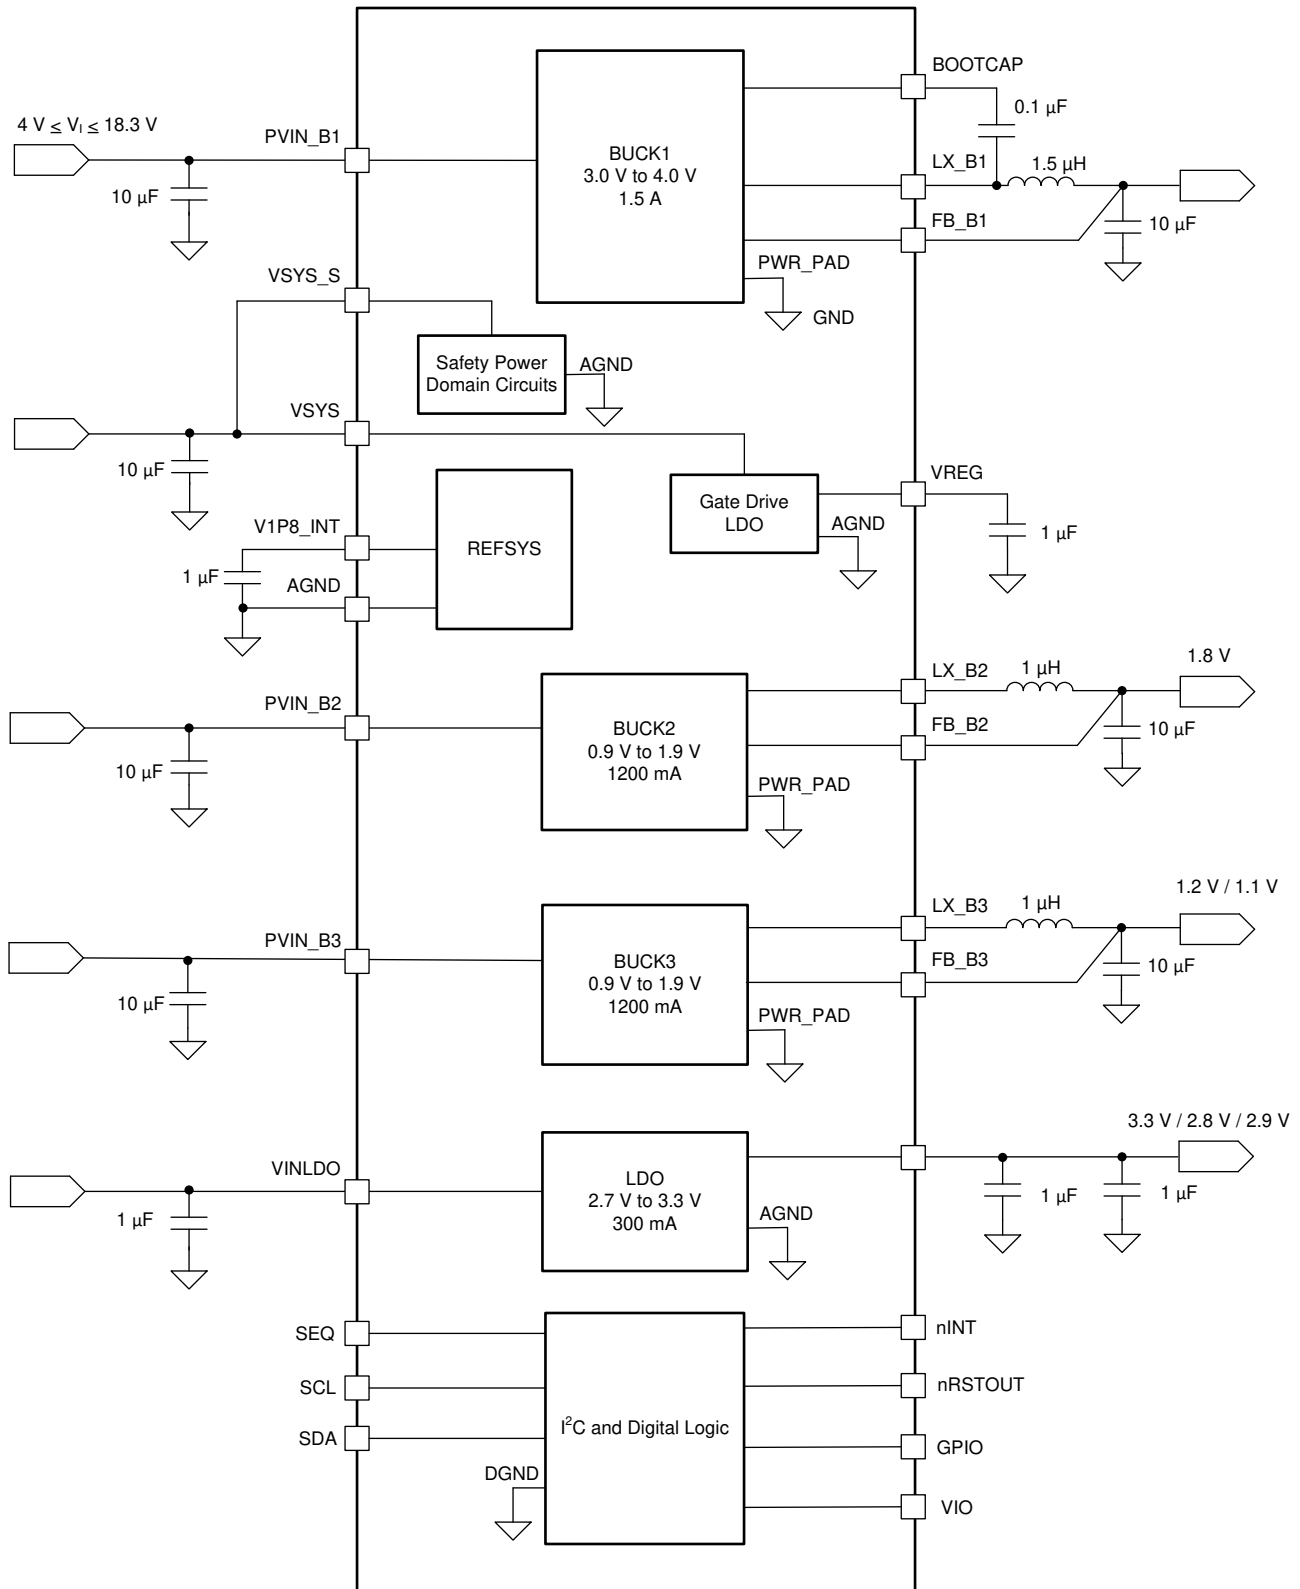 BOOTCAP
0.1 µF
4 V ≤ VI ≤ 18.3 V
PVIN_B1
10 µF
BUCK1
3.0 V to 4.0 V
1.5 A
LX_B1
1.5 µH
FB_B1
10 µF
PWR_PAD
GND
VSYS_S
Safety Power
Domain Circuits
AGND
VSYS
10 µF
Gate Drive
LDO
AGND
VREG
1 µF
V1P8_INT
1 µF
AGND
REFSYS
1.8 V
LX_B2
1 µH
FB_B2
10 µF
PVIN_B2
10 µF
BUCK2
0.9 V to 1.9 V
1200 mA
PWR_PAD
1.2 V / 1.1 V
LX_B3
1 µH
FB_B3
10 µF
PVIN_B3
10 µF
BUCK3
0.9 V to 1.9 V
1200 mA
PWR_PAD
3.3 V / 2.8 V / 2.9 V
VINLDO
1 µF
LDO
2.7 V to 3.3 V
300 mA
AGND
1 µF
1 µF
SEQ
SCL
SDA
DGND
I²C and Digital Logic
nINT
nRSTOUT
GPIO
VIO